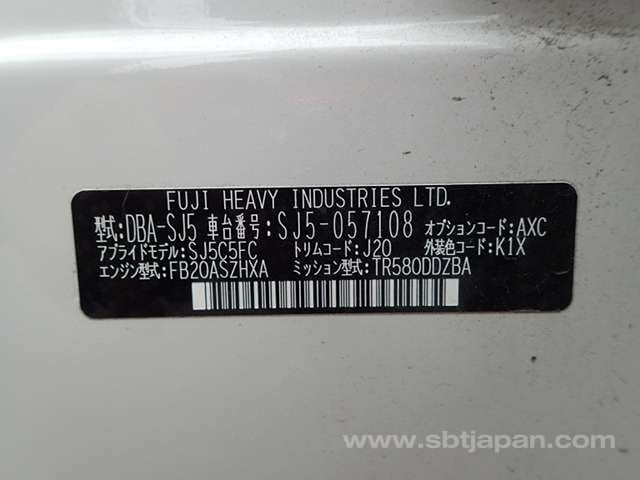 FUJI HEAVY INDUSTRIES LTD.
型式:DBA-SJ5 車台番号:SJ5-057108 オプションコード:AXC
アプライドモデル:SJ5C5FC トリムコード:J20 外装色コード:K1X
エンジン型式:FB20ASZHXA ミッション型式:TR580DDZBA
www.sbtjapan.com